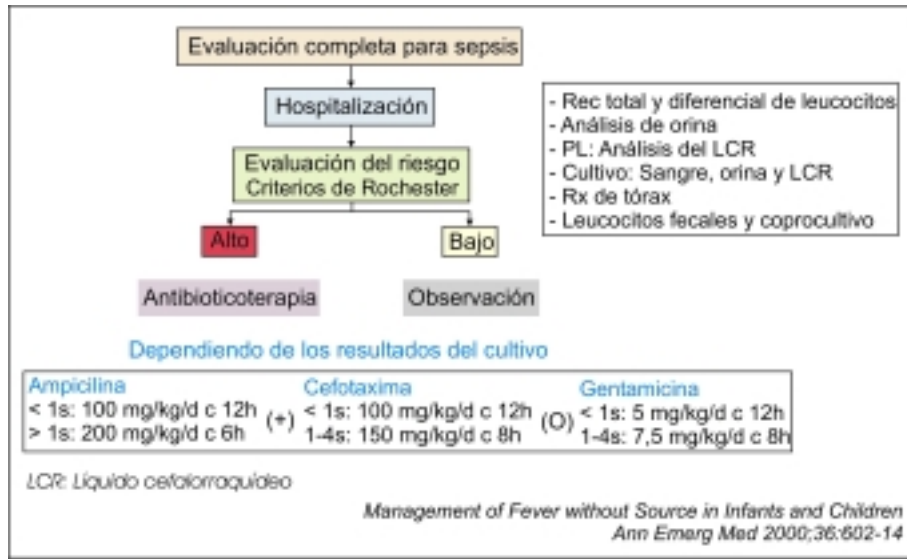 Evaluación completa para sepsis
Hospitalización
Evaluación del riesgo
Criterios de Rochester
Alto
Bajo
Antibioticoterapia
Observación
- Rec total y diferencial de leucocitos
- Análisis de orina
- PL: Análisis del LCR
- Cultivo: Sangre, orina y LCR
- Rx de tórax
- Leucocitos fecales y coprocultivo
Dependiendo de los resultados del cultivo
Ampicilina
< 1s: 100 mg/kg/d c 12h
> 1s: 200 mg/kg/d c 6h
(+)
Cefotaxima
< 1s: 100 mg/kg/d c 12h
1-4s: 150 mg/kg/d c 8h
(O)
Gentamicina
< 1s: 5 mg/kg/d c 12h
1-4s: 7,5 mg/kg/d c 8h
LCR: Líquido cefalorraquídeo
Management of Fever without Source in Infants and Children
Ann Emerg Med 2000;36:602-14